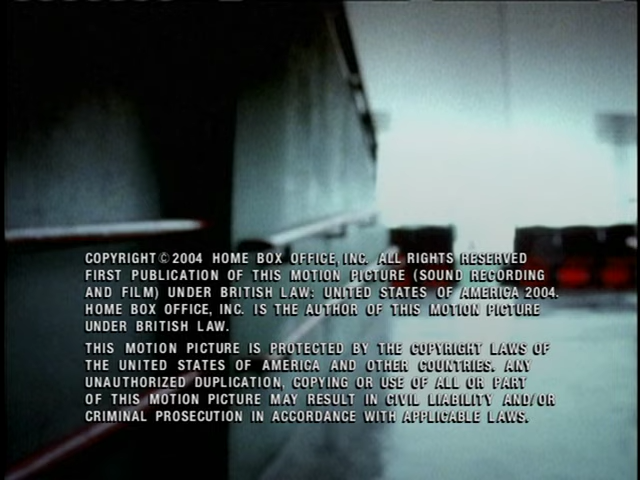 COPYRIGHT © 2004 HOME BOX OFFICE, INC. ALL RIGHTS RESERVED
FIRST PUBLICATION OF THIS MOTION PICTURE (SOUND RECORDING
AND FILM) UNDER BRITISH LAW: UNITED STATES OF AMERICA 2004.
HOME BOX OFFICE, INC. IS THE AUTHOR OF THIS MOTION PICTURE
UNDER BRITISH LAW.
THIS MOTION PICTURE IS PROTECTED BY THE COPYRIGHT LAWS OF
THE UNITED STATES OF AMERICA AND OTHER COUNTRIES. ANY
UNAUTHORIZED DUPLICATION, COPYING OR USE OF ALL OR PART
OF THIS MOTION PICTURE MAY RESULT IN CIVIL LIABILITY AND/OR
CRIMINAL PROSECUTION IN ACCORDANCE WITH APPLICABLE LAWS.